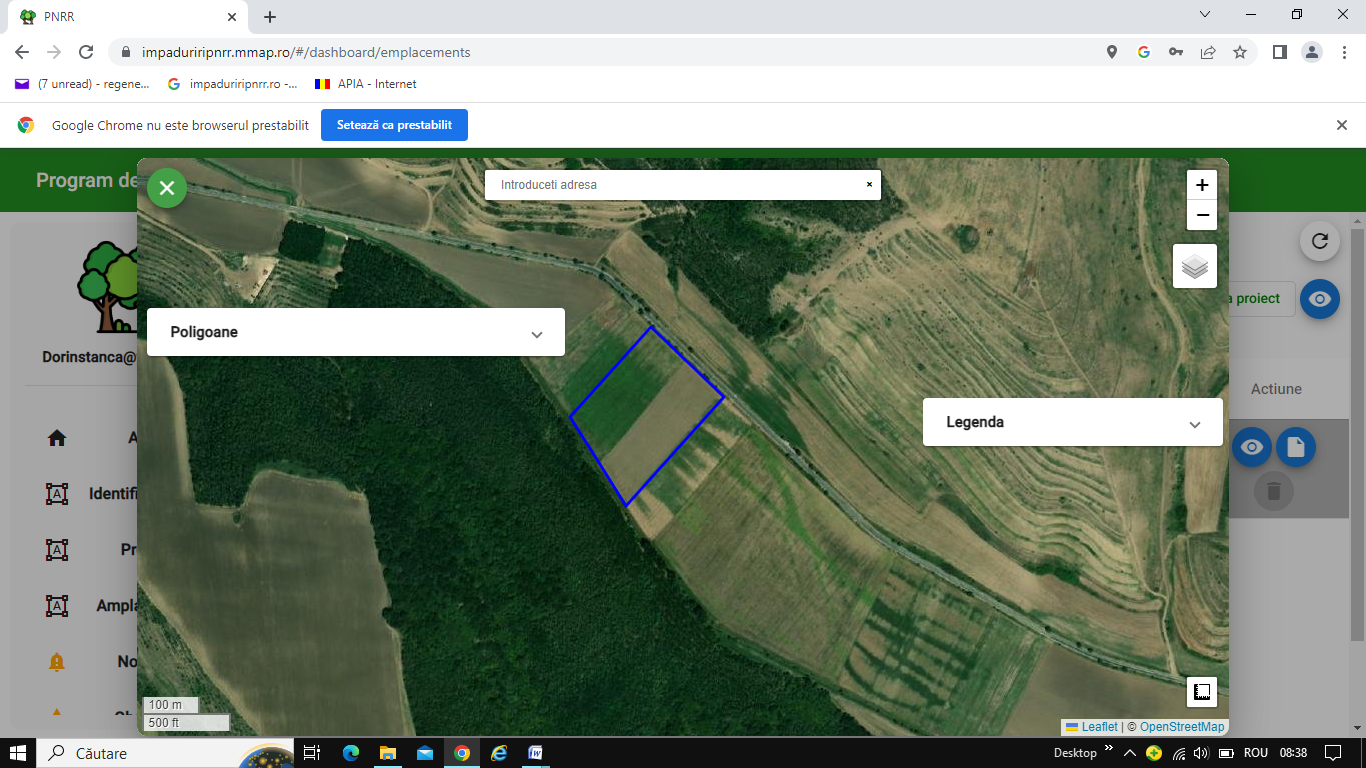 PNRR
impaduriripnrr.mmap.ro/#/dashboard/emplacements
(7 unread) - regene...
impaduriripnrr.ro -...
APIA - Internet
Google Chrome nu este browserul prestabilit
Setează ca prestabilit
Program de
Introduceti adresa
×
+
−
a proiect
Poligoane
Dorinstanca@
Actiune
Legenda
A
Identifi
Pr
Ampla
No
100 m
500 ft
Leaflet | © OpenStreetMap
Căutare
Desktop
ROU
08:38